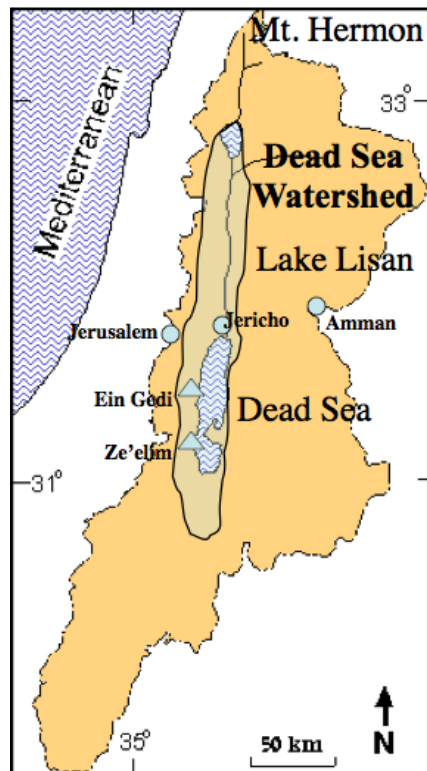 Mt. Hermon
33°
Mediterranean
Dead Sea
Watershed
Lake Lisan
Jericho
Jerusalem
Amman
Ein Gedi
Dead Sea
Ze'elim
31°
35°
50 km
N